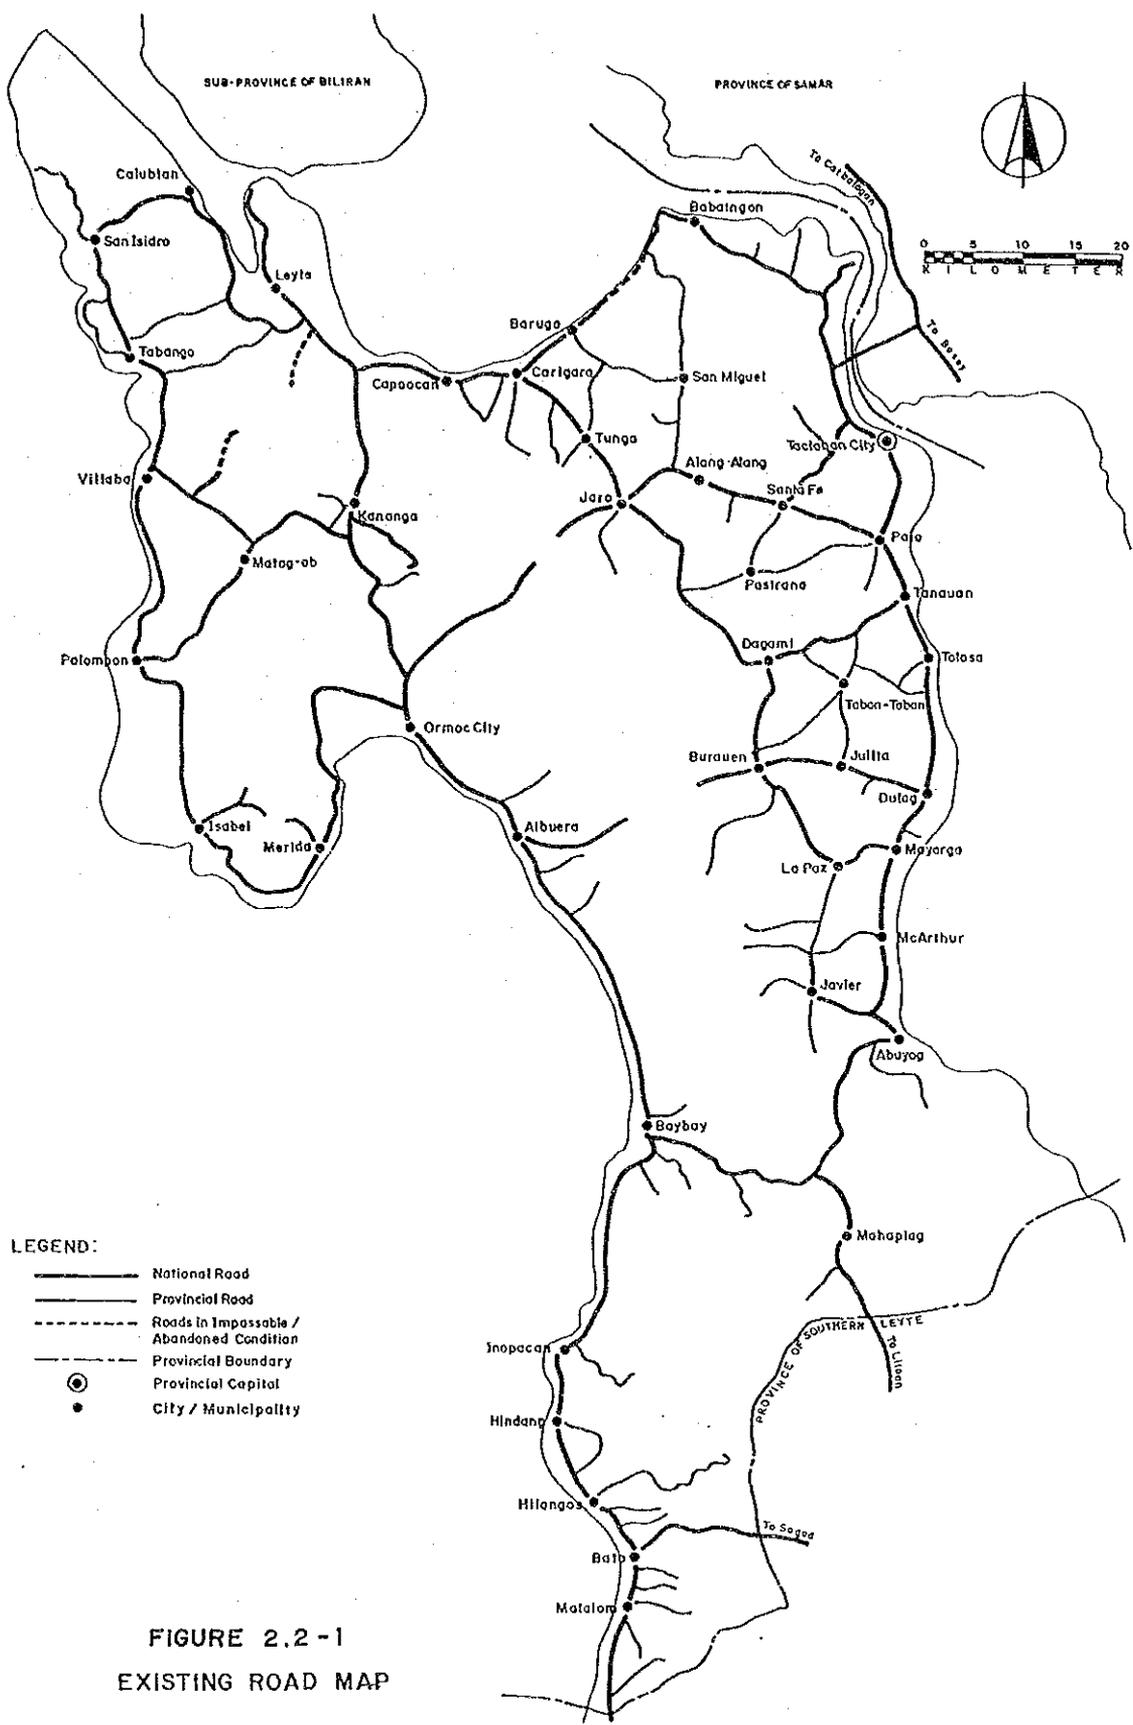 SUB-PROVINCE OF BILIRAN
PROVINCE OF SAMAR
To Catbalogan
Calubian
Babatngon
San Isidro
0 5 10 15 20
KILOMETER
Leyte
Barugo
To Basey
Tabango
Capoocan
Carigara
San Miguel
Tunga
Tacloban City
Alang-Alang
Villaba
Santa Fe
Jaro
Kananga
Palo
Matag-ob
Pastrana
Tanauan
Dagami
Palompon
Tolosa
Tabon-Tabon
Ormoc City
Burauen
Julita
Dulag
Isabel
Albuera
Merida
Mayorga
La Paz
McArthur
Javier
Abuyog
Baybay
Mahaplag
LEGEND:
National Road
Provincial Road
Roads in Impassable /
Abandoned Condition
Provincial Boundary
Provincial Capital
City / Municipality
PROVINCE OF SOUTHERN LEYTE
To Liloan
Inopacan
Hindang
Hilongos
To Sogod
Bato
Matalom
FIGURE 2.2-1
EXISTING ROAD MAP